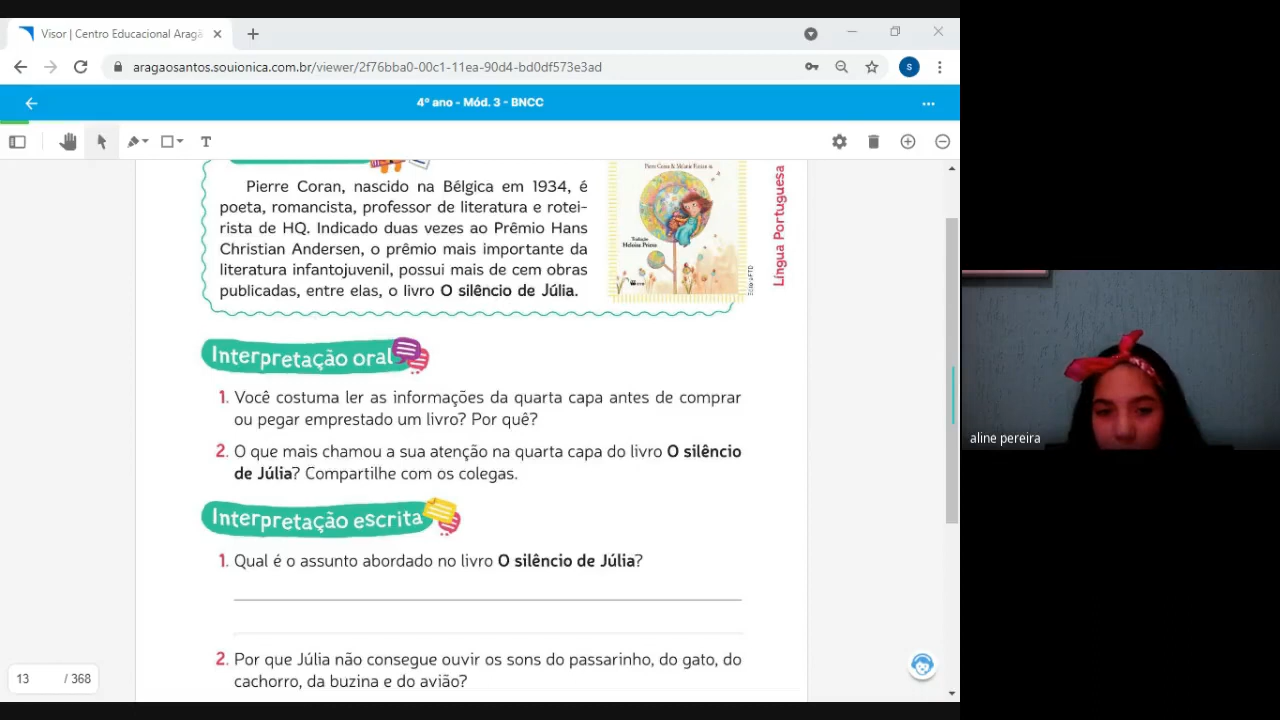 Visor | Centro Educacional Aragã
aragaosantos.souionica.com.br/viewer/2f76bba0-00c1-11ea-90d4-bd0df573e3ad
s
4º ano - Mód. 3 - BNCC
T
Pierre Coran, nascido na Bélgica em 1934, é
poeta, romancista, professor de literatura e rotei-
rista de HQ. Indicado duas vezes ao Prêmio Hans
Christian Andersen, o prêmio mais importante da
literatura infantojuvenil, possui mais de cem obras
publicadas, entre elas, o livro O silêncio de Júlia.
Tradução
Heloisa Prieto
Língua Portuguesa
Interpretação oral
1. Você costuma ler as informações da quarta capa antes de comprar
ou pegar emprestado um livro? Por quê?
2. O que mais chamou a sua atenção na quarta capa do livro O silêncio
de Júlia? Compartilhe com os colegas.
Interpretação escrita
1. Qual é o assunto abordado no livro O silêncio de Júlia?
2. Por que Júlia não consegue ouvir os sons do passarinho, do gato, do
cachorro, da buzina e do avião?
13 / 368
aline pereira